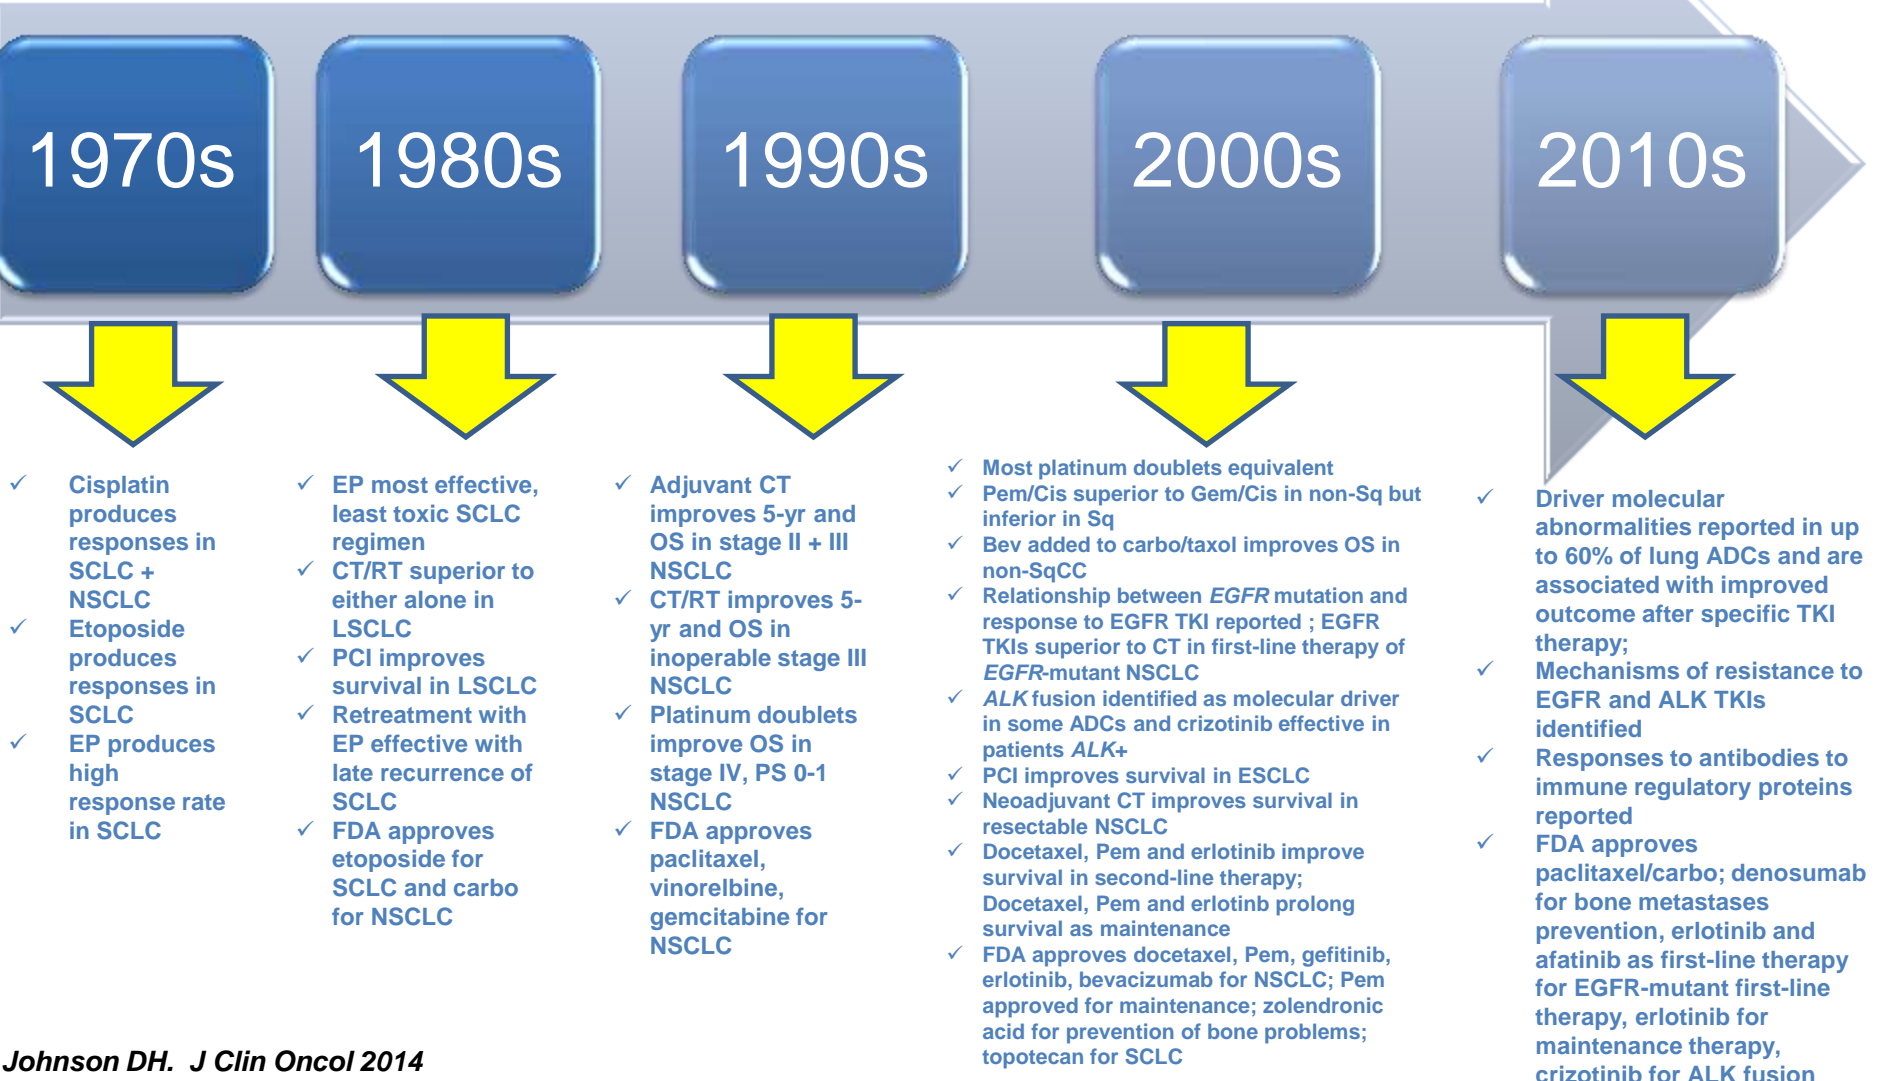 1970s
1980s
1990s
2000s
2010s
✓ Cisplatin
produces
responses in
SCLC +
NSCLC
✓ Etoposide
produces
responses in
SCLC
✓ EP produces
high
response rate
in SCLC
✓ EP most effective,
least toxic SCLC
regimen
✓ CT/RT superior to
either alone in
LSCLC
✓ PCI improves
survival in LSCLC
✓ Retreatment with
EP effective with
late recurrence of
SCLC
✓ FDA approves
etoposide for
SCLC and carbo
for NSCLC
✓ Adjuvant CT
improves 5-yr and
OS in stage II + III
NSCLC
✓ CT/RT improves 5-
yr and OS in
inoperable stage III
NSCLC
✓ Platinum doublets
improve OS in
stage IV, PS 0-1
NSCLC
✓ FDA approves
paclitaxel,
vinorelbine,
gemcitabine for
NSCLC
✓ Most platinum doublets equivalent
✓ Pem/Cis superior to Gem/Cis in non-Sq but
inferior in Sq
✓ Bev added to carbo/taxol improves OS in
non-SqCC
✓ Relationship between EGFR mutation and
response to EGFR TKI reported ; EGFR
TKIs superior to CT in first-line therapy of
EGFR-mutant NSCLC
✓ ALK fusion identified as molecular driver
in some ADCs and crizotinib effective in
patients ALK+
✓ PCI improves survival in ESCLC
✓ Neoadjuvant CT improves survival in
resectable NSCLC
✓ Docetaxel, Pem and erlotinib improve
survival in second-line therapy;
Docetaxel, Pem and erlotinb prolong
survival as maintenance
✓ FDA approves docetaxel, Pem, gefitinib,
erlotinib, bevacizumab for NSCLC; Pem
approved for maintenance; zolendronic
acid for prevention of bone problems;
topotecan for SCLC
✓ Driver molecular
abnormalities reported in up
to 60% of lung ADCs and are
associated with improved
outcome after specific TKI
therapy;
✓ Mechanisms of resistance to
EGFR and ALK TKIs
identified
✓ Responses to antibodies to
immune regulatory proteins
reported
✓ FDA approves
paclitaxel/carbo; denosumab
for bone metastases
prevention, erlotinib and
afatinib as first-line therapy
for EGFR-mutant first-line
therapy, erlotinib for
maintenance therapy,
crizotinib for ALK fusion
Johnson DH. J Clin Oncol 2014